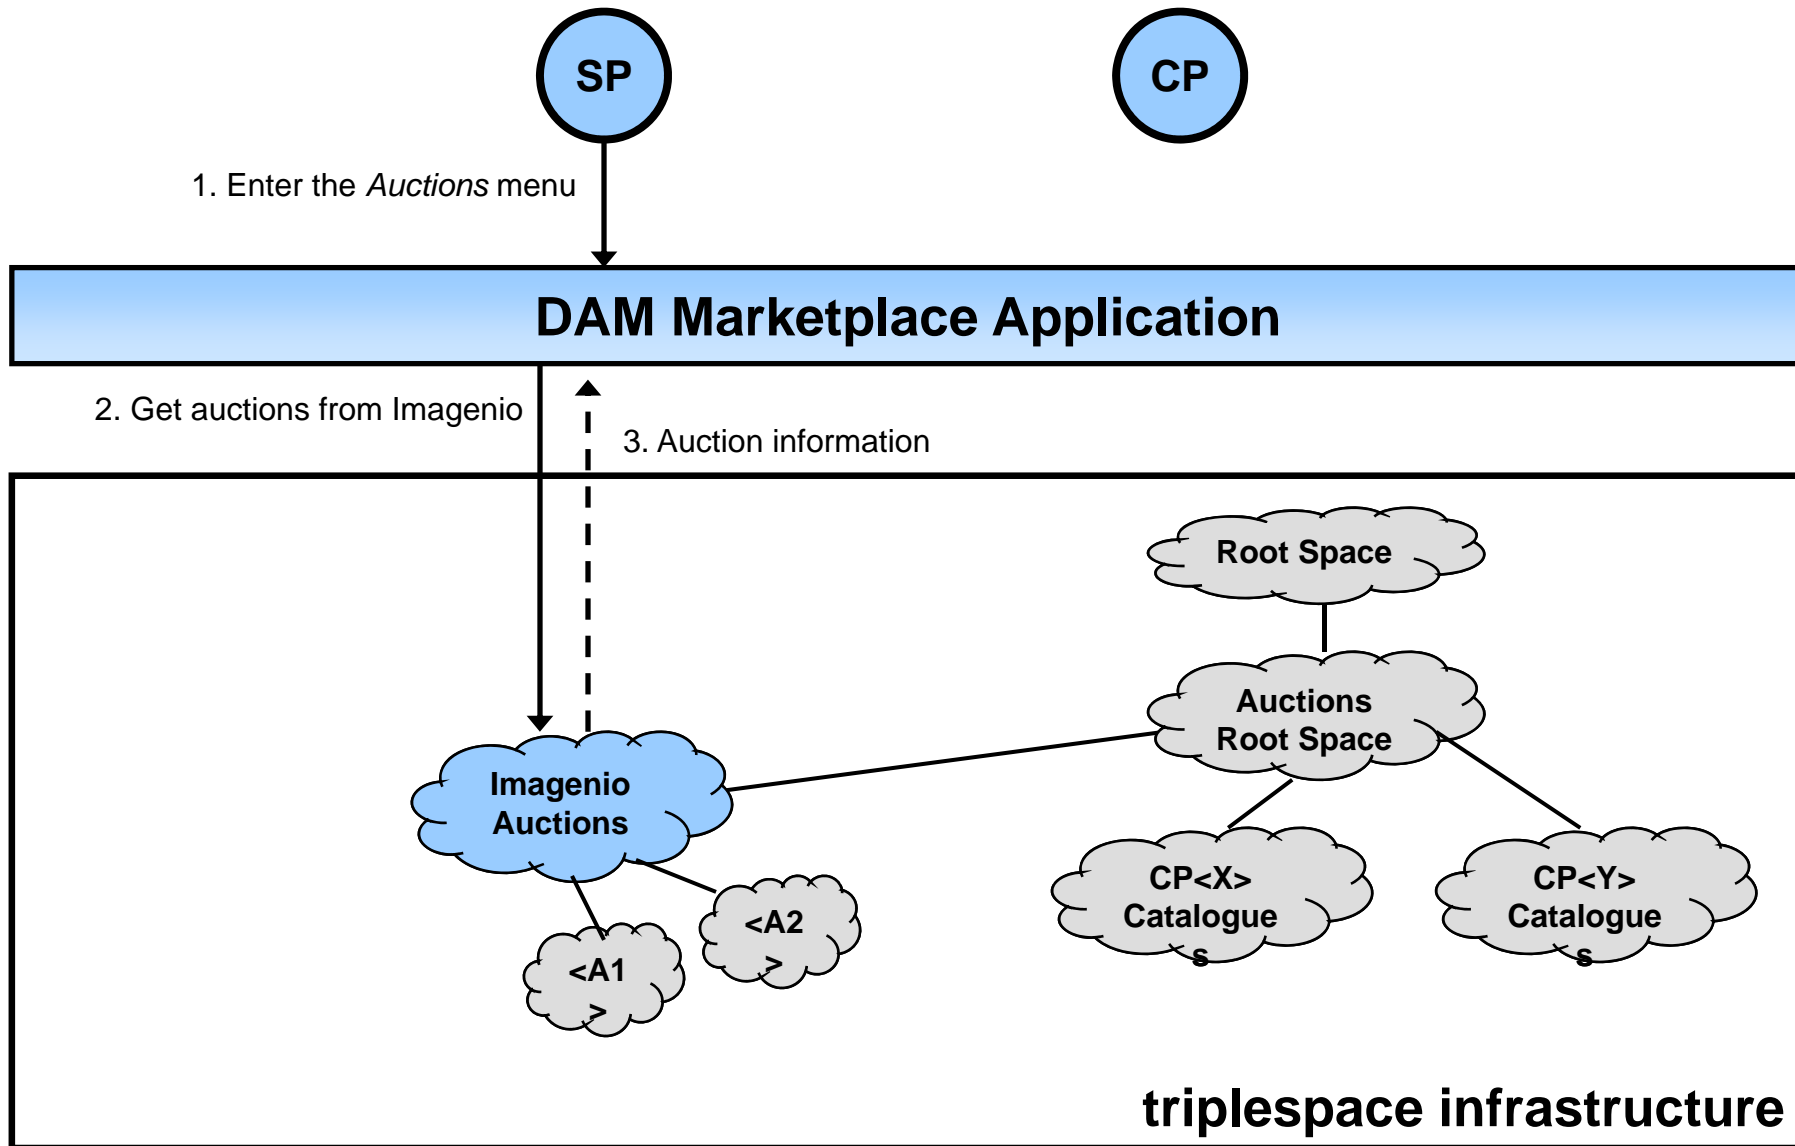 SP
CP
1. Enter the Auctions menu
DAM Marketplace Application
2. Get auctions from Imagenio
3. Auction information
Root Space
Auctions
Root Space
Imagenio
Auctions
CP<X>
Catalogue
s
CP<Y>
Catalogue
s
<A2
>
<A1
>
triplespace infrastructure